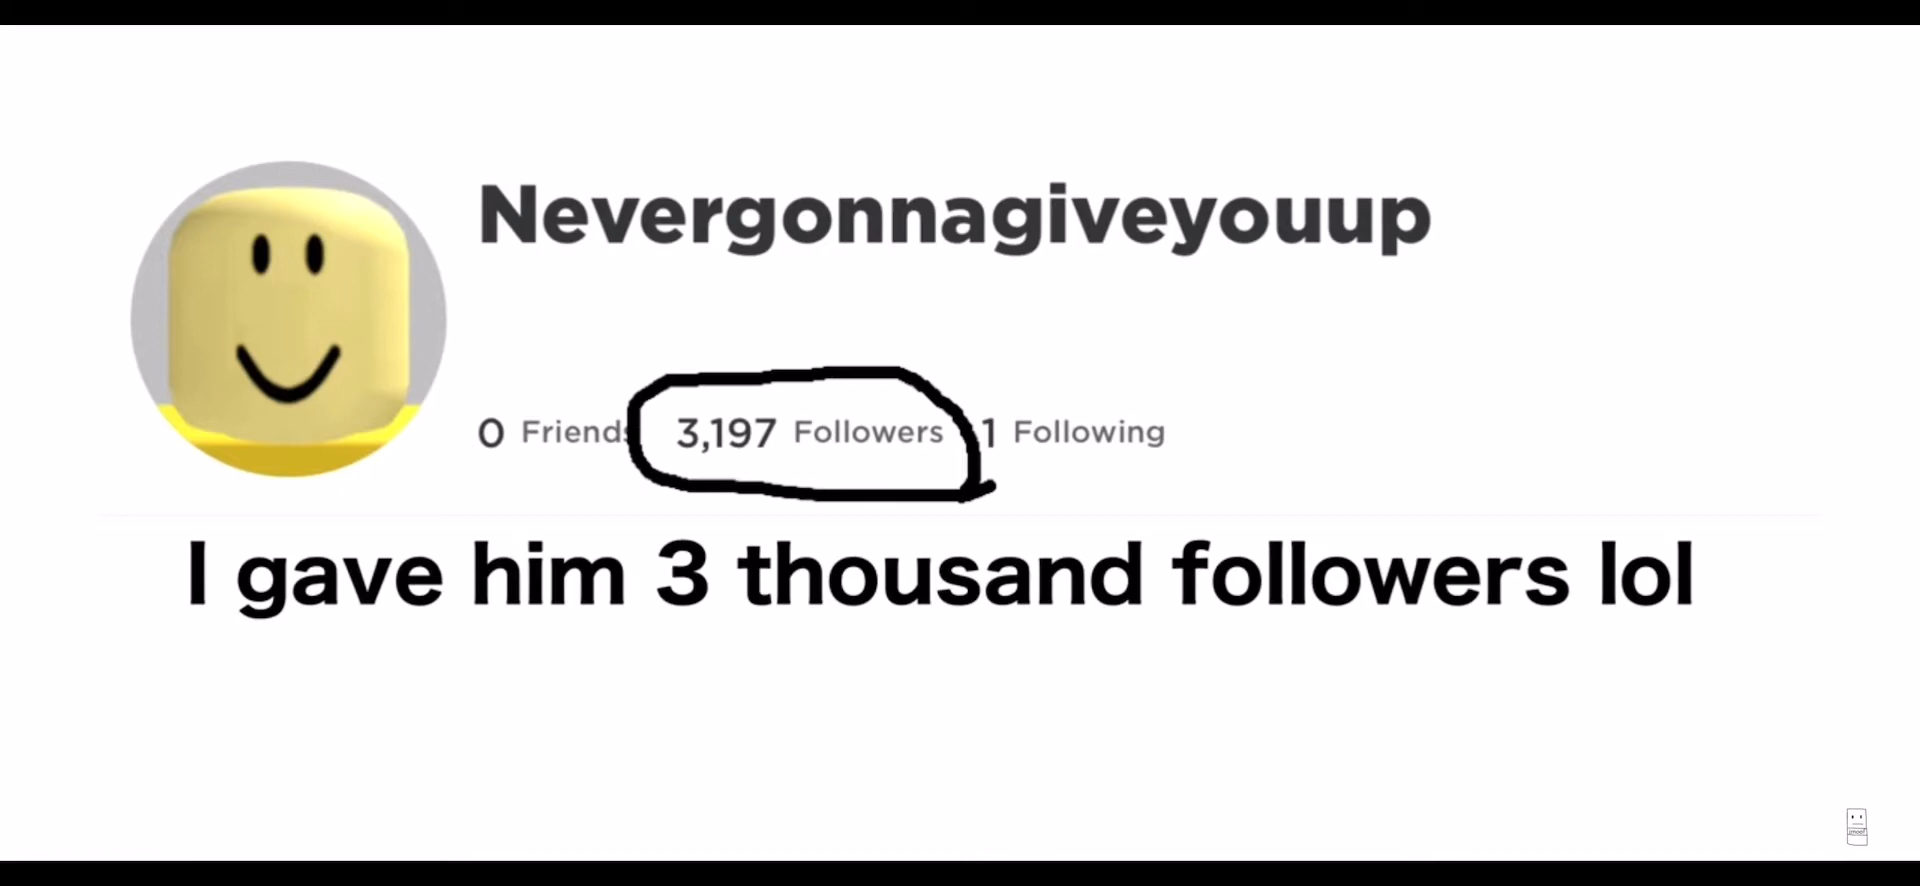 Nevergonnagiveyouup
0 Friends 3,197 Followers 1 Following
I gave him 3 thousand followers lol